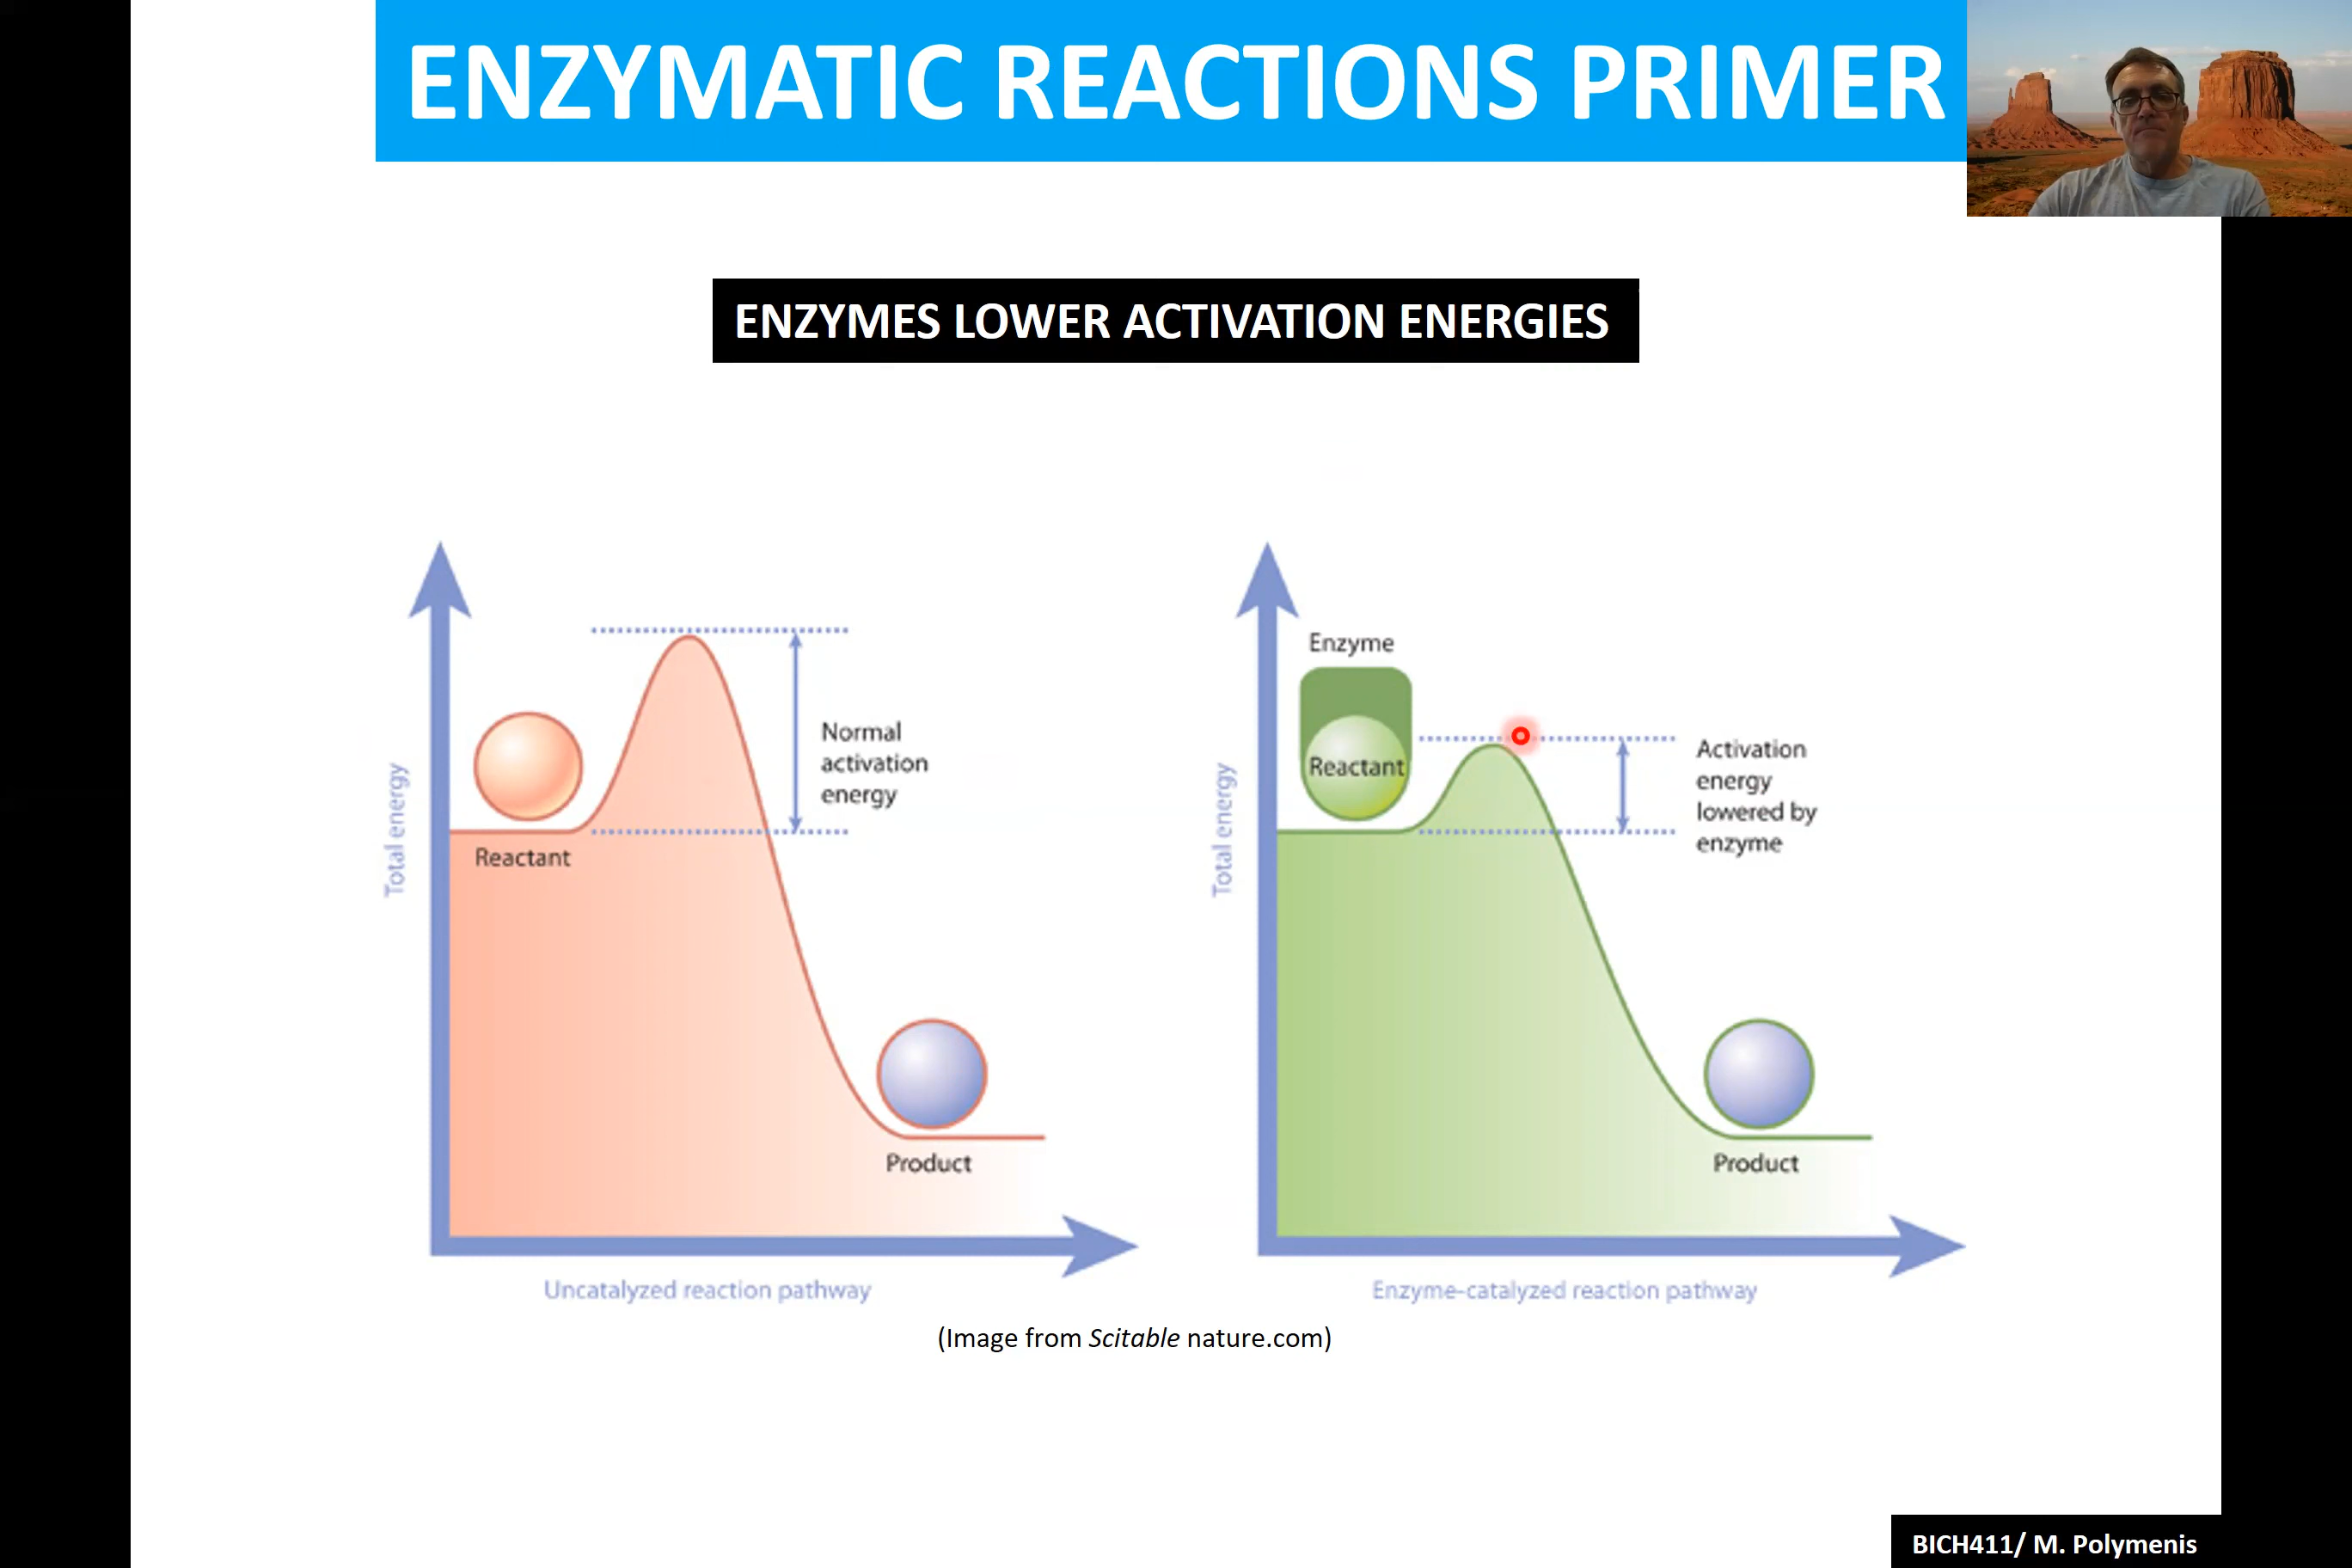 ENZYMATIC REACTIONS PRIMER
ENZYMES LOWER ACTIVATION ENERGIES
Total energy
Reactant
Normal
activation
energy
Product
Uncatalyzed reaction pathway
Total energy
Enzyme
Reactant
Activation
energy
lowered by
enzyme
Product
Enzyme-catalyzed reaction pathway
(Image from Scitable nature.com)
BICH411/ M. Polymenis